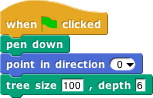 when clicked
pen down
point in direction 0
tree size 100 , depth 6